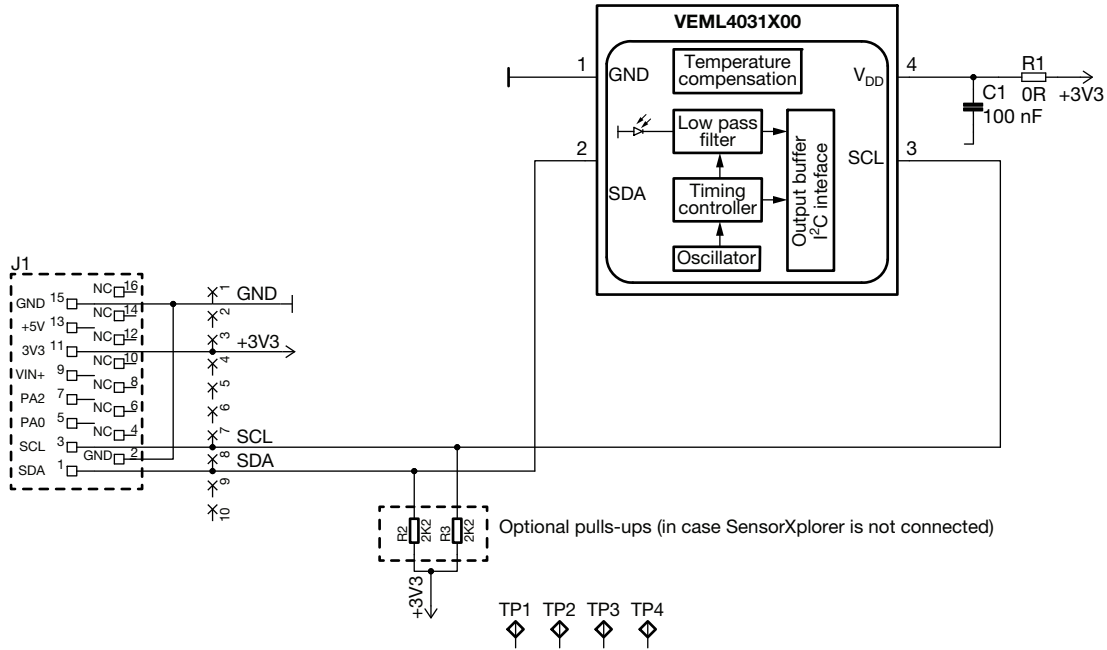 VEML4031X00
1
GND
Temperature
compensation
V_DD
4
R1
C1
0R
+3V3
100 nF
Low pass
filter
2
SCL
3
SDA
Timing
controller
Output buffer
I²C inteface
Oscillator
J1
NC 16
GND 15
NC 14
+5V 13
NC 12
3V3 11
NC 10
VIN+ 9
NC 8
PA2 7
NC 6
PA0 5
NC 4
SCL 3
GND 2
SDA 1
1
GND
2
3
+3V3
4
5
6
7
SCL
8
SDA
9
10
R2
2K2
R3
2K2
Optional pulls-ups (in case SensorXplorer is not connected)
+3V3
TP1 TP2 TP3 TP4